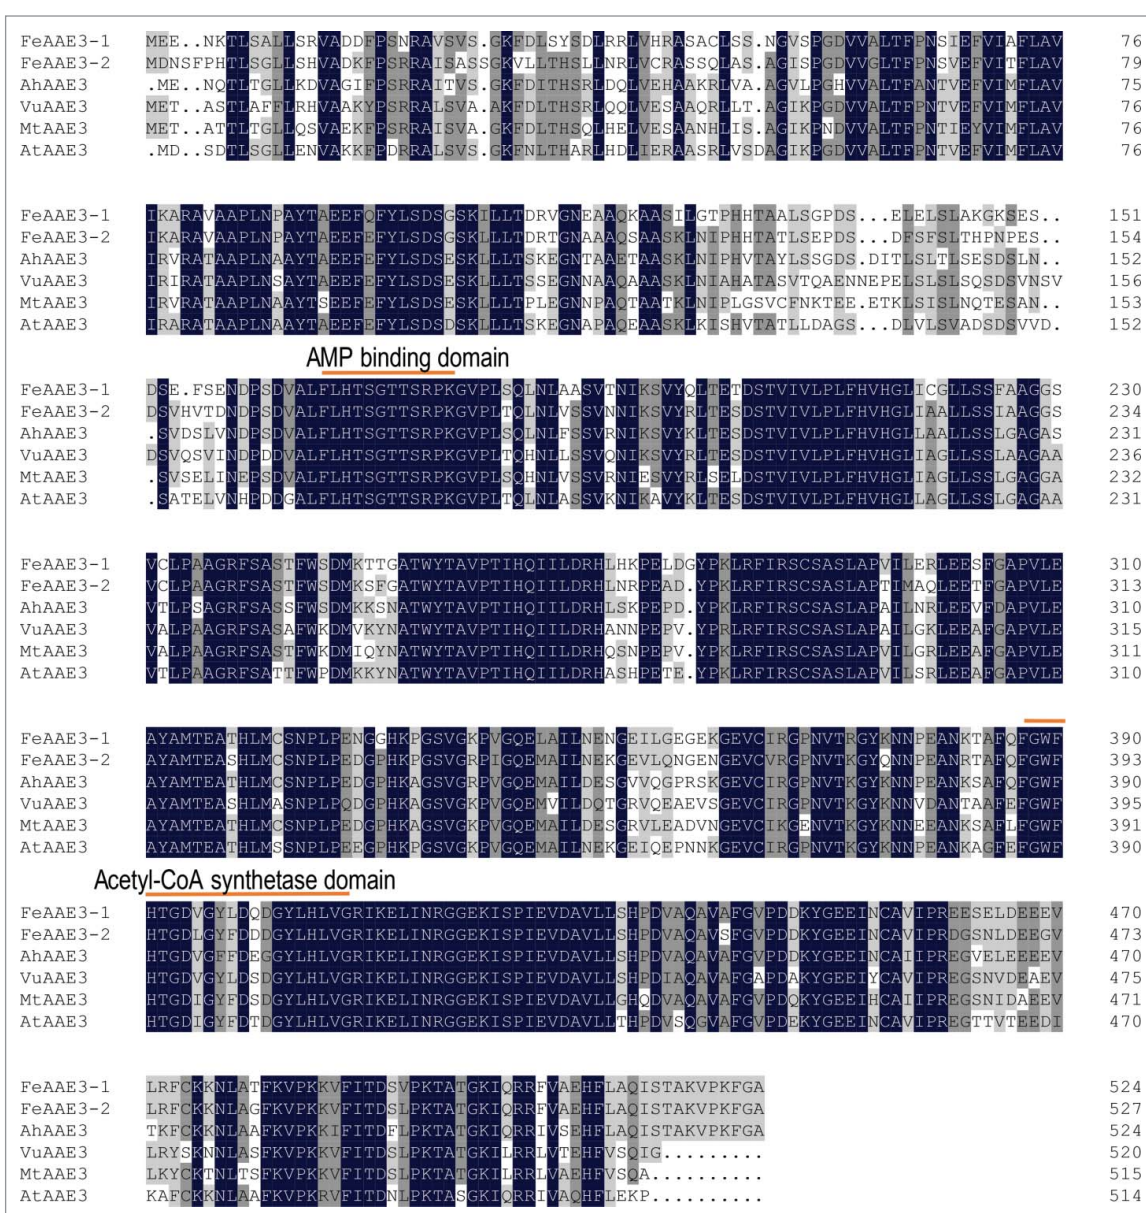 FeAAE3-1 MEE..NKTLSALLSRVADDFPSNRAVSVS.GKFDLSYSDLRRLVHRASACLSS.NGVSPGDVVALTFPNSIEFVIAFLAV 76
FeAAE3-2 MDNSFPHTLSGLLSHVADKFPSRRAISASSGKVLLTHSLLNRLVCRASSQLAS.AGISPGDVVGLTFPNSVEFVITFLAV 79
AhAAE3 .ME..NQTLTGLLKDVAGIFPSRRAITVS.GKFDITHSRLDQLVEHAAKRLVA.AGVLPGHVVALTFANTVEFVIMFLAV 75
VuAAE3 MET..ASTLAFFLRHVAAKYPSRRALSVA.AKFDLTHSRLQQLVESAAQRLLT.AGIKPGDVVALTFPNTVEFVIMFLAV 76
MtAAE3 MET..ATTLTGLLQSVAEKFPSRRAISVA.GKFDLTHSQLHELVESAANHLIS.AGIKPNDVVALTFPNTIEYVIMFLAV 76
AtAAE3 .MD..SDTLSGLLENVAKKFPDRRALSVS.GKFNLTHARLHDLIERAASRLVSDAGIKPGDVVALTFPNTVEFVIMFLAV 76
FeAAE3-1 IKARAVAAPLNPAYTAEEFQFYLSDSGSKILLTDRVGNEAAQKAASILGTPHHTAALSGPDS...ELELSLAKGKSES.. 151
FeAAE3-2 IKARAVAAPLNPAYTAEEFEFYLSDSGSKLLLTDRTGNAAAQSAASKLNIPHHTATLSEPDS...DFSFSLTHPNPES.. 154
AhAAE3 IRVRATAAPLNPAYTAEEFEFYLSDSESKLLLTSKEGNTAAETAASKLNIPHVTAYLSSGDS.DITLSLTLSESDSLN.. 152
VuAAE3 IRIRATAAPLNSAYTAEEFEFYLSDSESKLLLTSSEGNNAAQAAASKLNIAHATASVTQAENNEPELSLSLSQSDSVNSV 156
MtAAE3 IRVRATAAPLNAAYTSEEFEFYLSDSESKLLLTPLEGNNPAQTAATKLNIPLGSVCFNKTEE.ETKLSISLNQTESAN.. 153
AtAAE3 IRARATAAPLNAAYTAEEFEFYLSDSDSKLLLTSKEGNAPAQEAASKLKISHVTATLLDAGS...DLVLSVADSDSVVD. 152
AMP binding domain
FeAAE3-1 DSE.FSENDPSDVALFLHTSGTTSRPKGVPLSQLNLAASVTNIKSVYQLTETDSTVIVLPLFHVHGLICGLLSSFAAGGS 230
FeAAE3-2 DSVHVTDNDPSDVALFLHTSGTTSRPKGVPLTQLNLVSSVNNIKSVYRLTESDSTVIVLPLFHVHGLIAALLSSIAAGGS 234
AhAAE3 .SVDSLVNDPSDVALFLHTSGTTSRPKGVPLSQLNLFSSVRNIKSVYKLTESDSTVIVLPLFHVHGLLAALLSSLGAGAS 231
VuAAE3 DSVQSVINDPDDVALFLHTSGTTSRPKGVPLTQHNLLSSVQNIKSVYRLTESDSTVIVLPLFHVHGLIAGLLSSLAAGAA 236
MtAAE3 .SVSELINEPSDVALFLHTSGTTSRPKGVPLSQHNLVSSVRNIESVYRLSELDSTVIVLPLFHVHGLIAGLLSSLGAGGA 232
AtAAE3 .SATELVNHPDDGALFLHTSGTTSRPKGVPLTQLNLASSVKNIKAVYKLTESDSTVIVLPLFHVHGLLAGLLSSLGAGAA 231
FeAAE3-1 VCLPAAGRFSASTFWSDMKTTGATWYTAVPTIHQIILDRHLHKPELDGYPKLRFIRSCSASLAPVILERLEESFGAPVLE 310
FeAAE3-2 VCLPAAGRFSASTFWSDMKSFGATWYTAVPTIHQIILDRHLNRPEAD.YPKLRFIRSCSASLAPTIMAQLEETFGAPVLE 313
AhAAE3 VTLPSAGRFSASSFWSDMKKSNATWYTAVPTIHQIILDRHLSKPEPD.YPKLRFIRSCSASLAPAILNRLEEVFDAPVLE 310
VuAAE3 VALPAAGRFSASAFWKDMVKYNATWYTAVPTIHQIILDRHANNPEPV.YPRLRFIRSCSASLAPAILGKLEEAFGAPVLE 315
MtAAE3 VALPAAGRFSASTFWKDMIQYNATWYTAVPTIHQIILDRHQSNPEPV.YPKLRFIRSCSASLAPVILGRLEEAFGAPVLE 311
AtAAE3 VTLPAAGRFSATTFWPDMKKYNATWYTAVPTIHQIILDRHASHPETE.YPKLRFIRSCSASLAPVILSRLEEAFGAPVLE 310
FeAAE3-1 AYAMTEATHLMCSNPLPENGGHKPGSVGKPVGQELAILNENGEILGEGEKGEVCIRGPNVTRGYKNNPEANKTAFQFGWF 390
FeAAE3-2 AYAMTEASHLMCSNPLPEDGPHKPGSVGRPIGQEMAILNEKGEVLQNGENGEVCVRGPNVTKGYQNNPEANRTAFQFGWF 393
AhAAE3 AYAMTEATHLMCSNPLPEDGPHKAGSVGKPVGQEMAILDESGVVQGPRSKGEVCIRGPNVTKGYKNNPEANKSAFQFGWF 390
VuAAE3 AYAMTEASHLMASNPLPQDGPHKAGSVGKPVGQEMVILDQTGRVQEAEVSGEVCIRGPNVTKGYKNNVDANTAAFEFGWF 395
MtAAE3 AYAMTEATHLMCSNPLPEDGPHKAGSVGKPVGQEMAILDESGRVLEADVNGEVCIKGENVTKGYKNNEEANKSAFLFGWF 391
AtAAE3 AYAMTEATHLMSSNPLPEEGPHKPGSVGKPVGQEMAILNEKGEIQEPNNKGEVCIRGPNVTKGYKNNPEANKAGFEFGWF 390
Acetyl-CoA synthetase domain
FeAAE3-1 HTGDVGYLDQDGYLHLVGRIKELINRGGEKISPIEVDAVLLSHPDVAQAVAFGVPDDKYGEEINCAVIPREESELDEEEV 470
FeAAE3-2 HTGDLGYFDDDGYLHLVGRIKELINRGGEKISPIEVDAVLLSHPDVAQAVSFGVPDDKYGEEINCAVIPRDGSNLDEEGV 473
AhAAE3 HTGDVGFFDEGGYLHLVGRIKELINRGGEKISPIEVDAVLLSHPDVAQAVAFGVPDDKYGEEINCAIIPREGVELEEEEV 470
VuAAE3 HTGDVGYLDSDGYLHLVGRIKELINRGGEKISPIEVDAVLLSHPDIAQAVAFGAPDAKYGEEIYCAVIPREGSNVDEAEV 475
MtAAE3 HTGDIGYFDSDGYLHLVGRIKELINRGGEKISPIEVDAVLLGHQDVAQAVAFGVPDQKYGEEIHCAIIPREGSNIDAEEV 471
AtAAE3 HTGDIGYFDTDGYLHLVGRIKELINRGGEKISPIEVDAVLLTHPDVSQGVAFGVPDEKYGEEINCAVIPREGTTVTEEDI 470
FeAAE3-1 LRFCKKNLATFKVPKKVFITDSVPKTATGKIQRRFVAEHFLAQISTAKVPKFGA 524
FeAAE3-2 LRFCKKNLAGFKVPKKVFITDSLPKTATGKIQRRFVAEHFLAQISTAKVPKFGA 527
AhAAE3 TKFCKKNLAAFKVPKKIFITDFLPKTATGKIQRRIVSEHFLAQISTAKVPKFGA 524
VuAAE3 LRYSKKNLASFKVPKKVFITDSLPKTATGKILRRLVTEHFVSQIG......... 520
MtAAE3 LKYCKTNLTSFKVPKKVFITDSLPKTATGKILRRLVAEHFVSQA.......... 515
AtAAE3 KAFCKKNLAAFKVPKRVFITDNLPKTASGKIQRRIVAQHFLEKP.......... 514